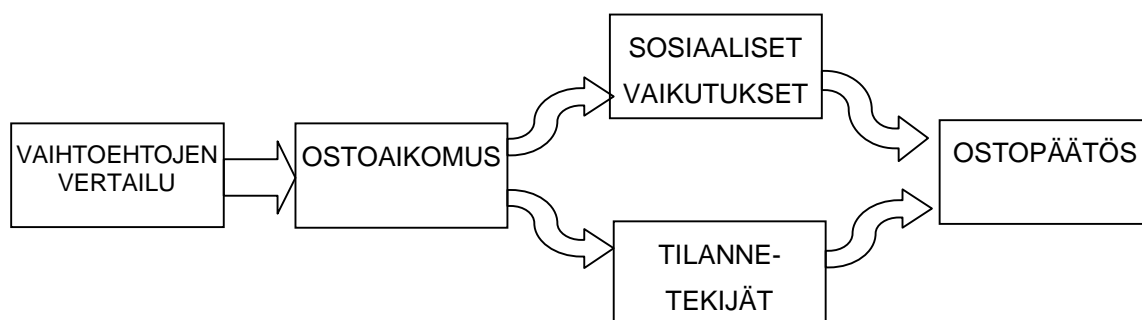 VAIHTOEHTOJEN
VERTAILU
OSTOAIKOMUS
SOSIAALISET
VAIKUTUKSET
TILANNE-
TEKIJÄT
OSTOPÄÄTÖS